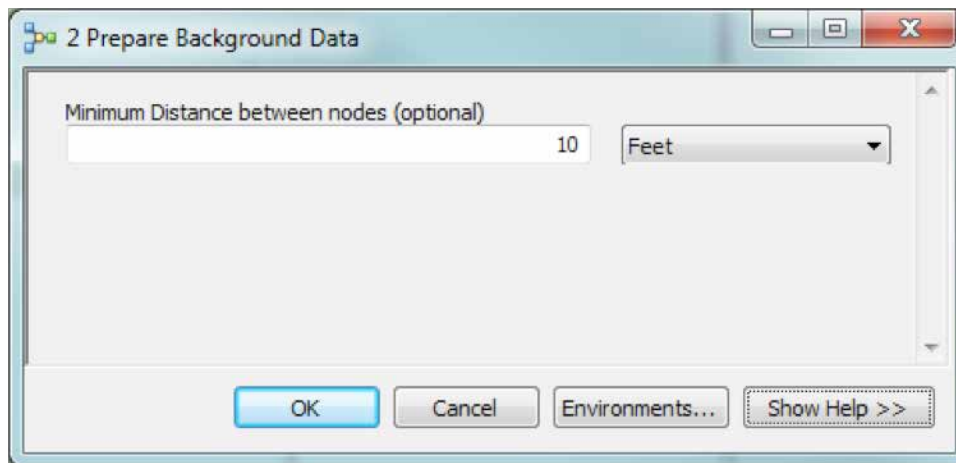 2 Prepare Background Data
Minimum Distance between nodes (optional)
10 Feet
OK Cancel Environments... Show Help >>